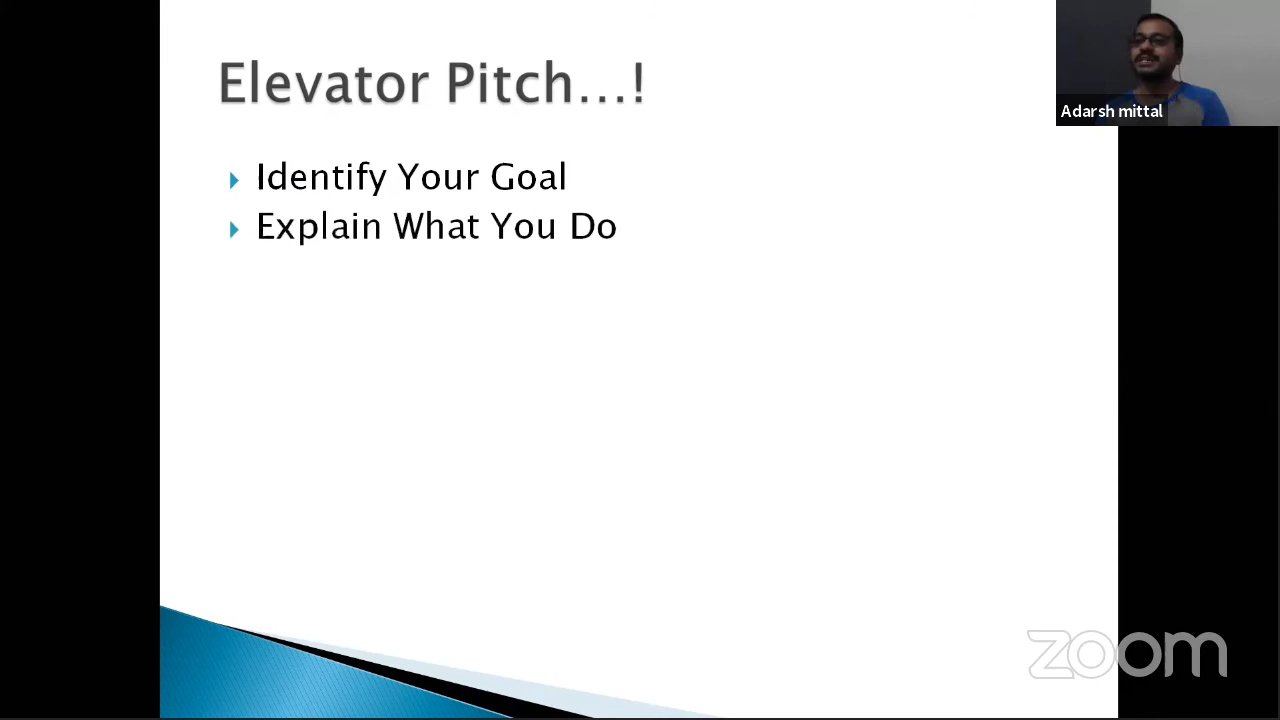 Elevator Pitch...!
Adarsh mittal
Identify Your Goal
Explain What You Do
zoom